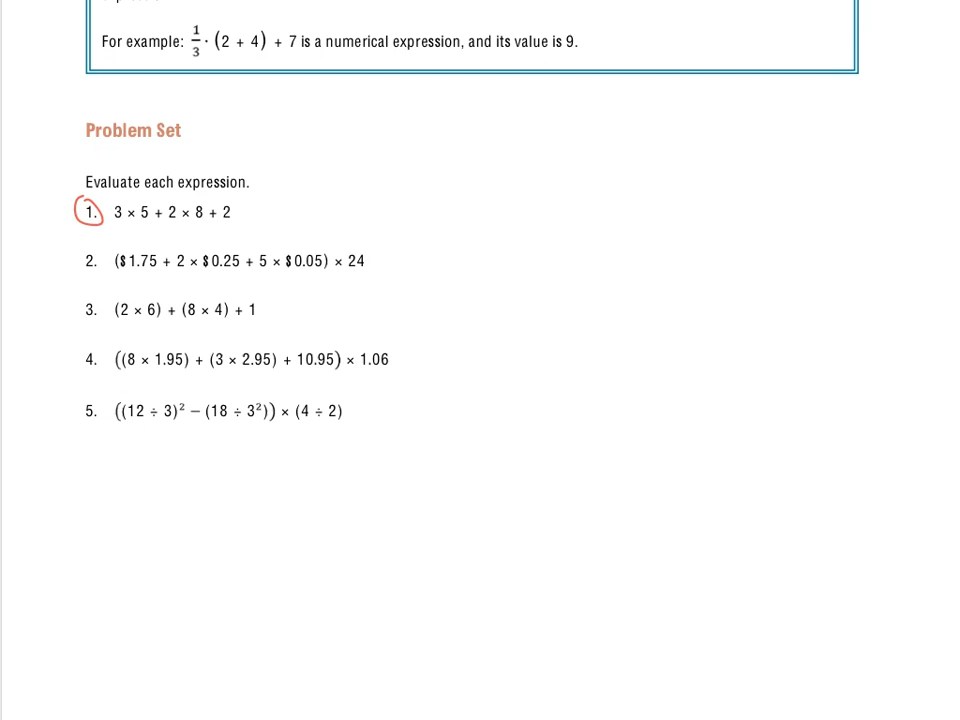 For example: 1/3 · (2 + 4) + 7 is a numerical expression, and its value is 9.
Problem Set
Evaluate each expression.
1. 3 × 5 + 2 × 8 + 2
2. ($1.75 + 2 × $0.25 + 5 × $0.05) × 24
3. (2 × 6) + (8 × 4) + 1
4. ((8 × 1.95) + (3 × 2.95) + 10.95) × 1.06
5. ((12 ÷ 3)² − (18 ÷ 3²)) × (4 ÷ 2)